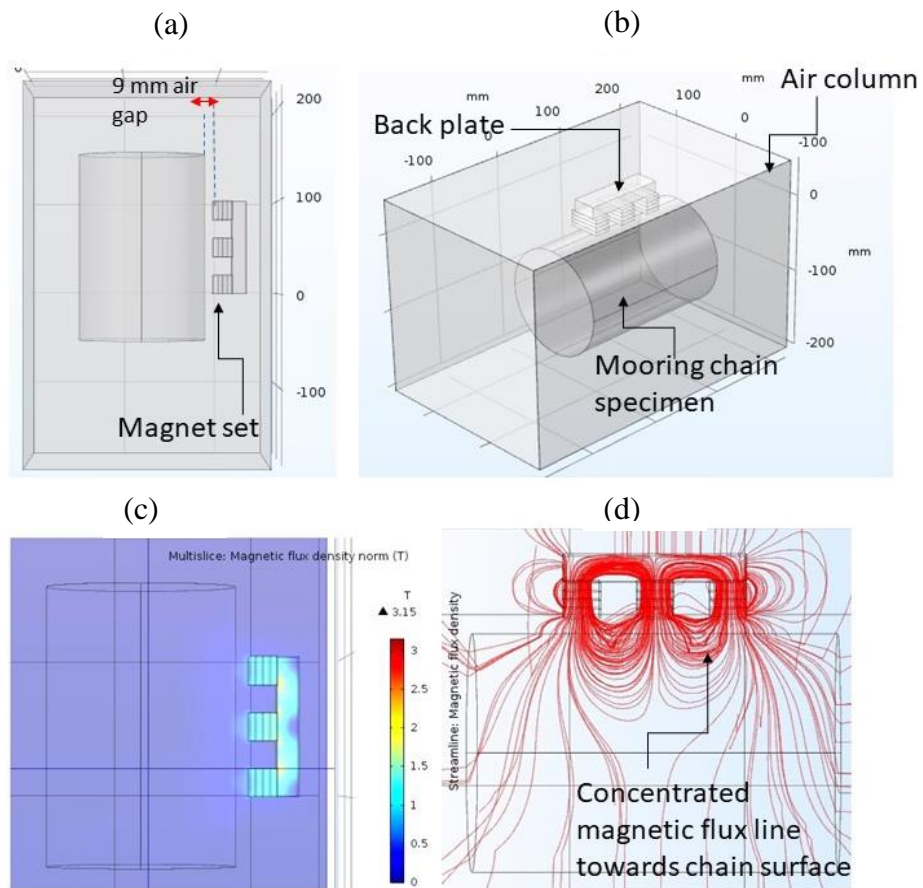 (a)
9 mm air
gap
200
100
0
-100
Magnet set
(b)
Air column
mm
mm
200
100
100
0
0
-100
-100
Back plate
0
mm
-100
-200
Mooring chain
specimen
(c)
Multislice: Magnetic flux density norm (T)
T
▲ 3.15
3
2.5
2
1.5
1
0.5
0
(d)
Streamline: Magnetic flux density
Concentrated
magnetic flux line
towards chain surface